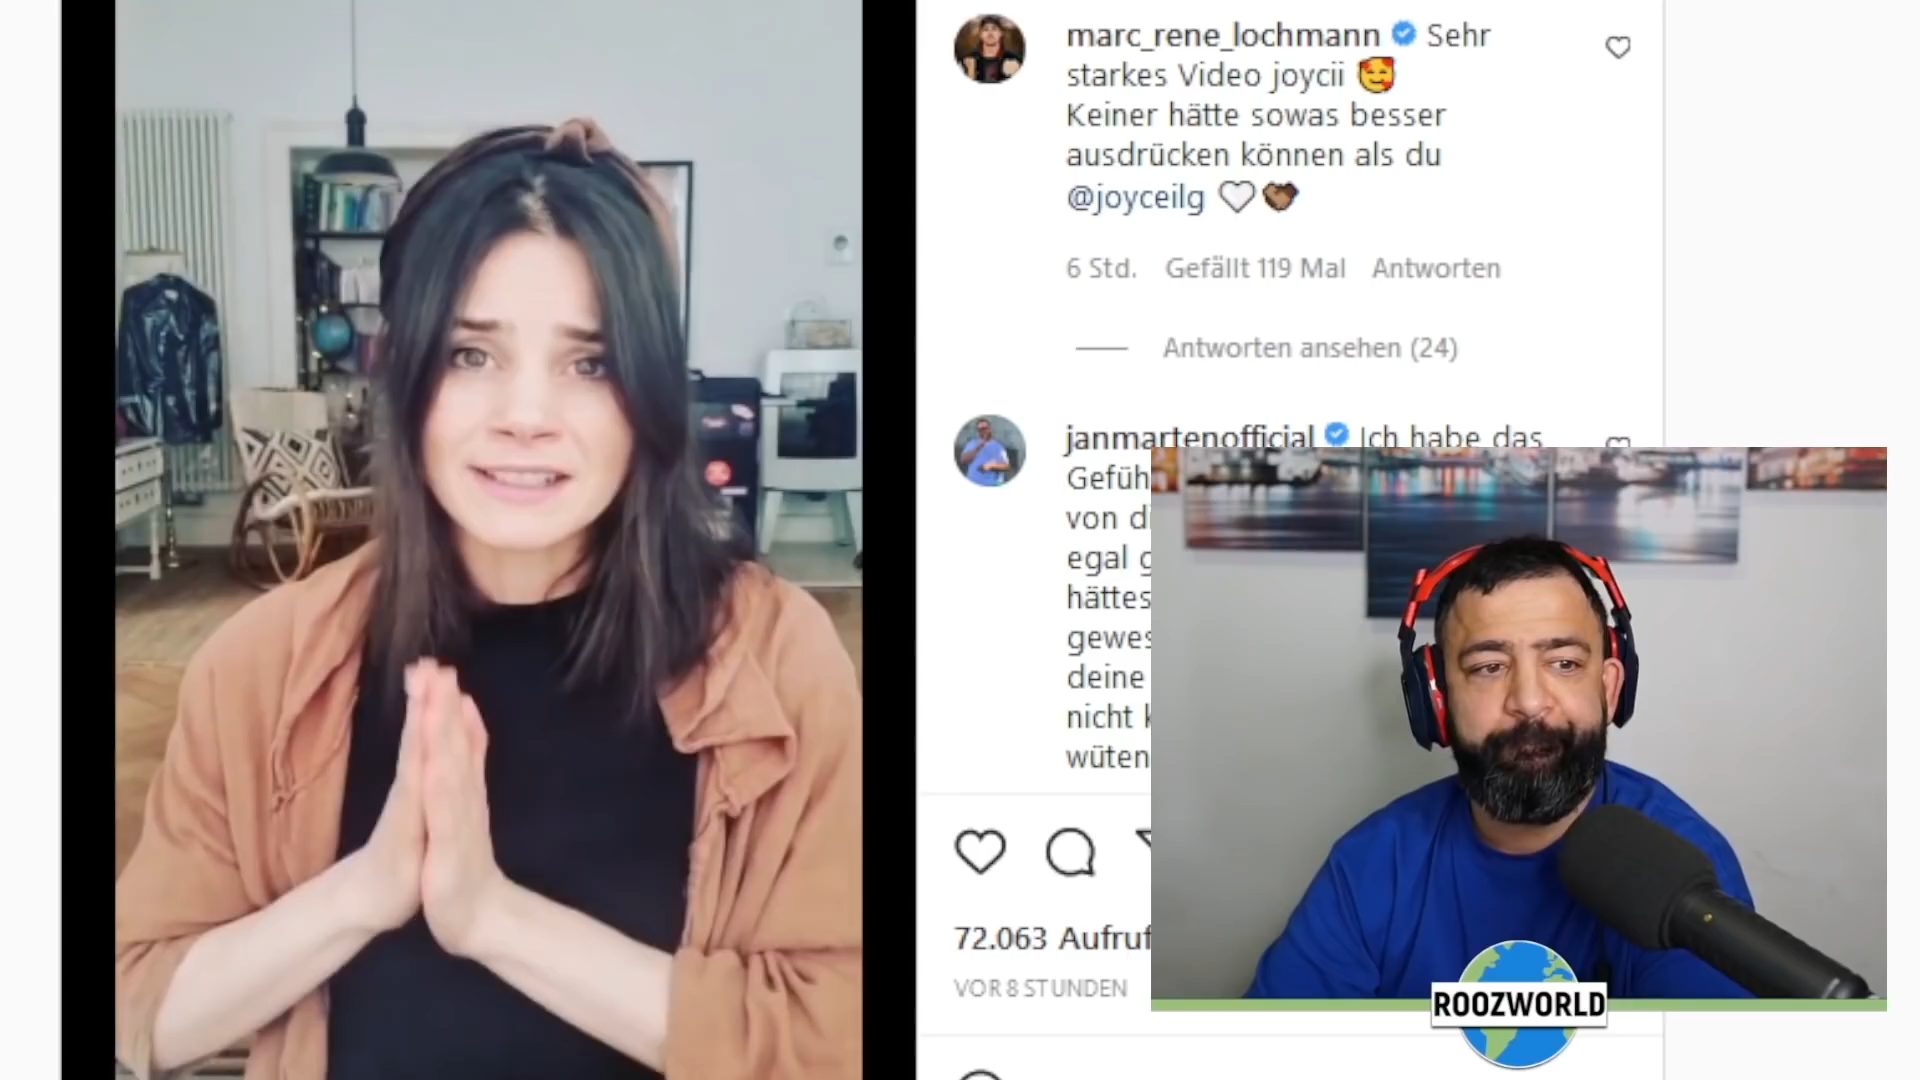 marc_rene_lochmann Sehr
starkes Video joycii 🥰
Keiner hätte sowas besser
ausdrücken können als du
@joyceilg 🤍🤎
6 Std. Gefällt 119 Mal Antworten
Antworten ansehen (24)
janmartenofficial Ich habe das
Gefüh
von di
egal g
hättes
gewes
deine
nicht k
wüten
72.063 Aufruf
VOR 8 STUNDEN
ROOZWORLD